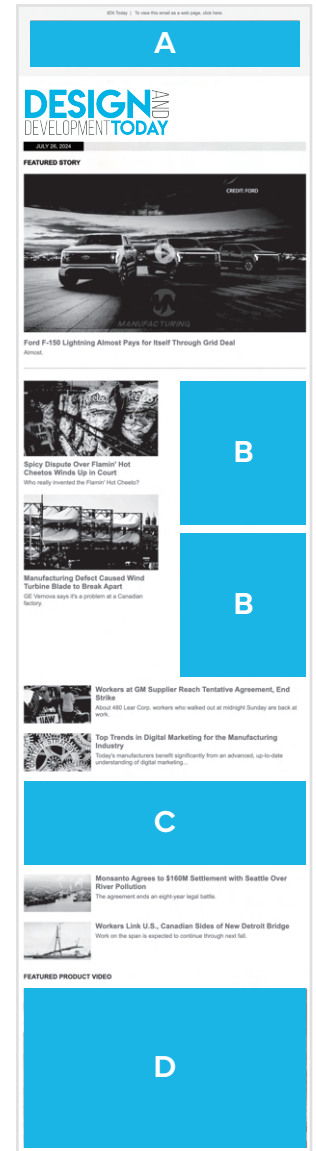 IEN Today | To view this email as a web page, click here.
A
DESIGN AND
DEVELOPMENT TODAY
JULY 26, 2024
FEATURED STORY
CREDIT: FORD
MANUFACTURING
Ford F-150 Lightning Almost Pays for Itself Through Grid Deal
Almost.
Spicy Dispute Over Flamin' Hot
Cheetos Winds Up in Court
Who really invented the Flamin' Hot Cheeto?
B
Manufacturing Defect Caused Wind
Turbine Blade to Break Apart
GE Vernova says it's a problem at a Canadian
factory.
B
UAW
Workers at GM Supplier Reach Tentative Agreement, End
Strike
About 480 Lear Corp. workers who walked out at midnight Sunday are back at
work.
Top Trends in Digital Marketing for the Manufacturing
Industry
Today's manufacturers benefit significantly from an advanced, up-to-date
understanding of digital marketing...
C
Monsanto Agrees to $160M Settlement with Seattle Over
River Pollution
The agreement ends an eight-year legal battle.
Workers Link U.S., Canadian Sides of New Detroit Bridge
Work on the span is expected to continue through next fall.
FEATURED PRODUCT VIDEO
D